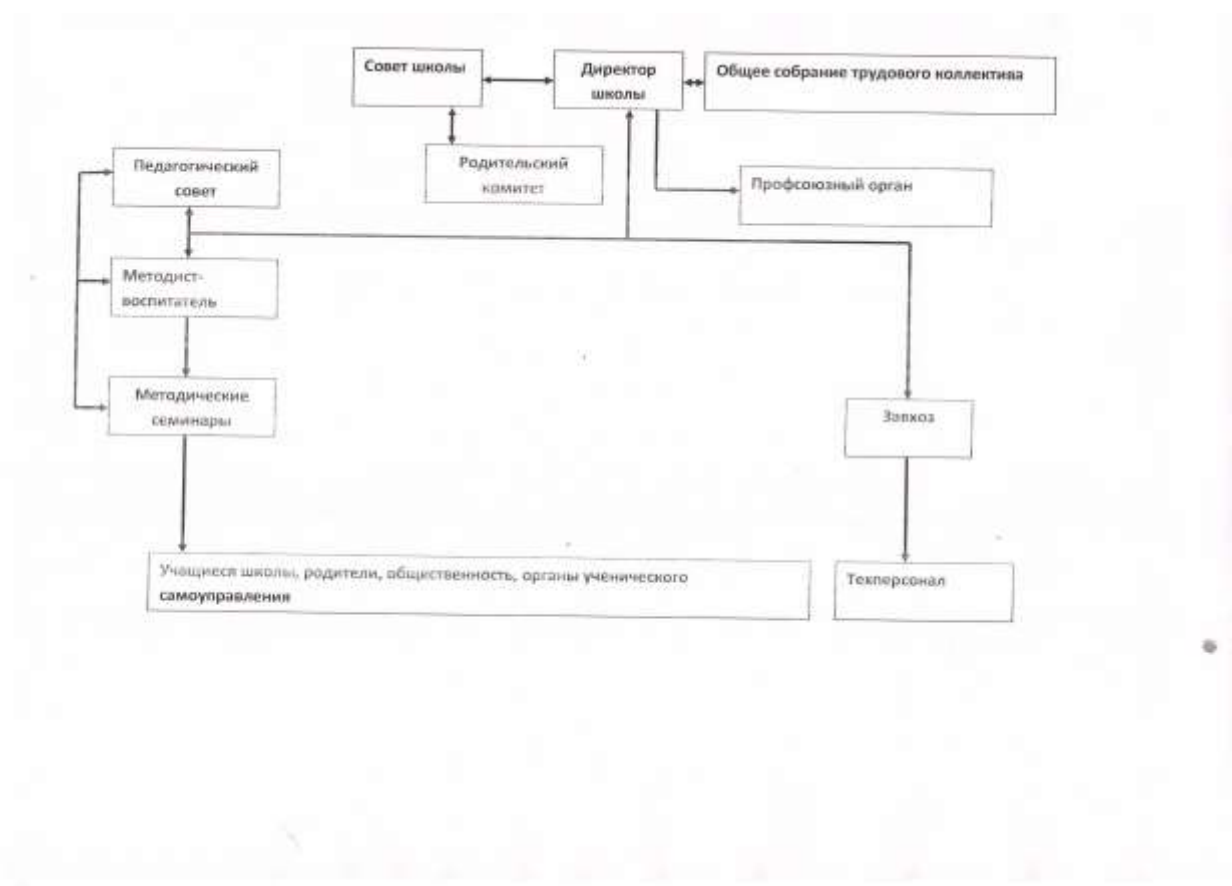 Совет школы
Директор
школы
Общее собрание трудового коллектива
Родительский
комитет
Профсоюзный орган
Педагогический
совет
Методист-
воспитатель
Методические
семинары
Завхоз
Учащиеся школы, родители, общественность, органы ученического
самоуправления
Техперсонал